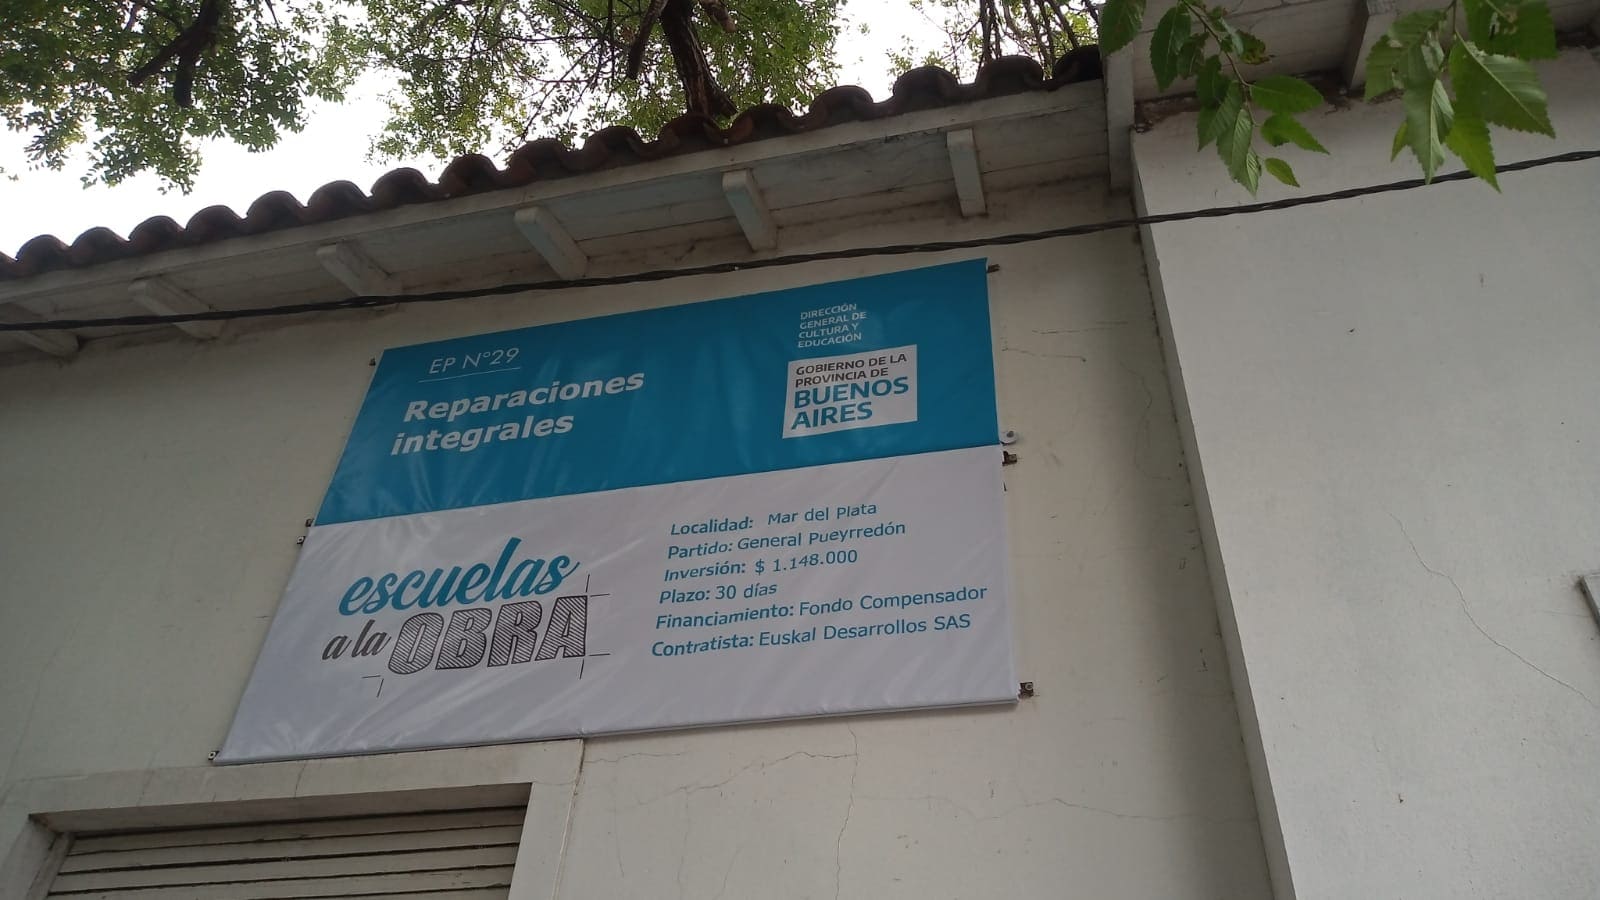 EP N°29
Reparaciones
integrales
DIRECCIÓN
GENERAL DE
CULTURA Y
EDUCACIÓN
GOBIERNO DE LA
PROVINCIA DE
BUENOS
AIRES
escuelas
a la OBRA
Localidad: Mar del Plata
Partido: General Pueyrredón
Inversión: $ 1.148.000
Plazo: 30 días
Financiamiento: Fondo Compensador
Contratista: Euskal Desarrollos SAS